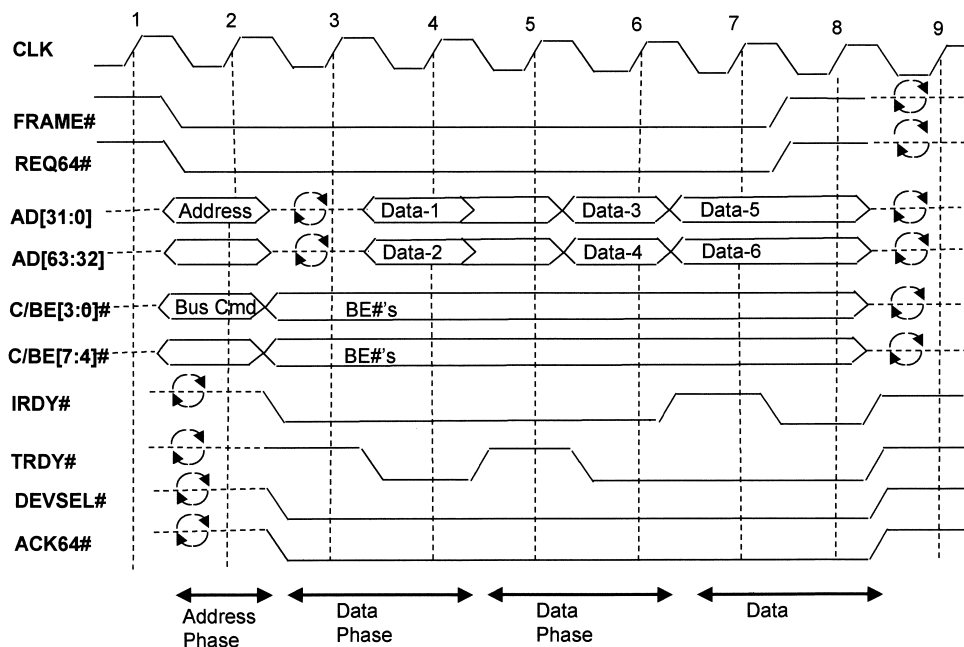 1 2 3 4 5 6 7 8 9
CLK
FRAME#
REQ64#
AD[31:0] Address Data-1 Data-3 Data-5
AD[63:32] Data-2 Data-4 Data-6
C/BE[3:0]# Bus Cmd BE#'s
C/BE[7:4]# BE#'s
IRDY#
TRDY#
DEVSEL#
ACK64#
Address Data Data Data
Phase Phase Phase